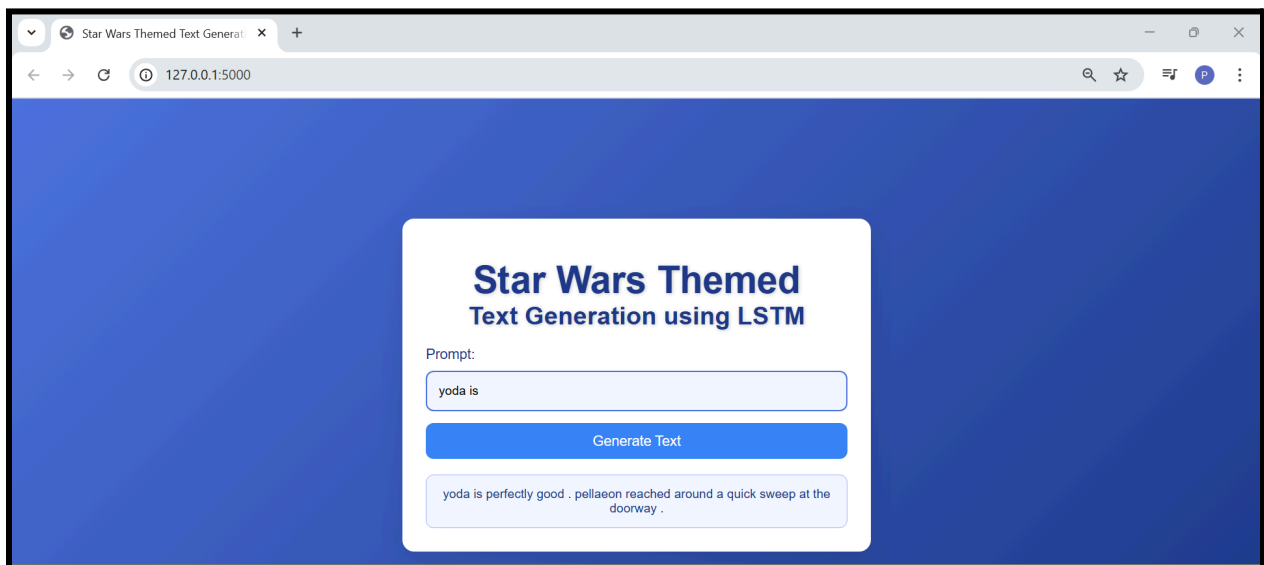 Star Wars Themed Text Generati
127.0.0.1:5000
P
Star Wars Themed
Text Generation using LSTM
Prompt:
yoda is
Generate Text
yoda is perfectly good . pellaeon reached around a quick sweep at the
doorway .